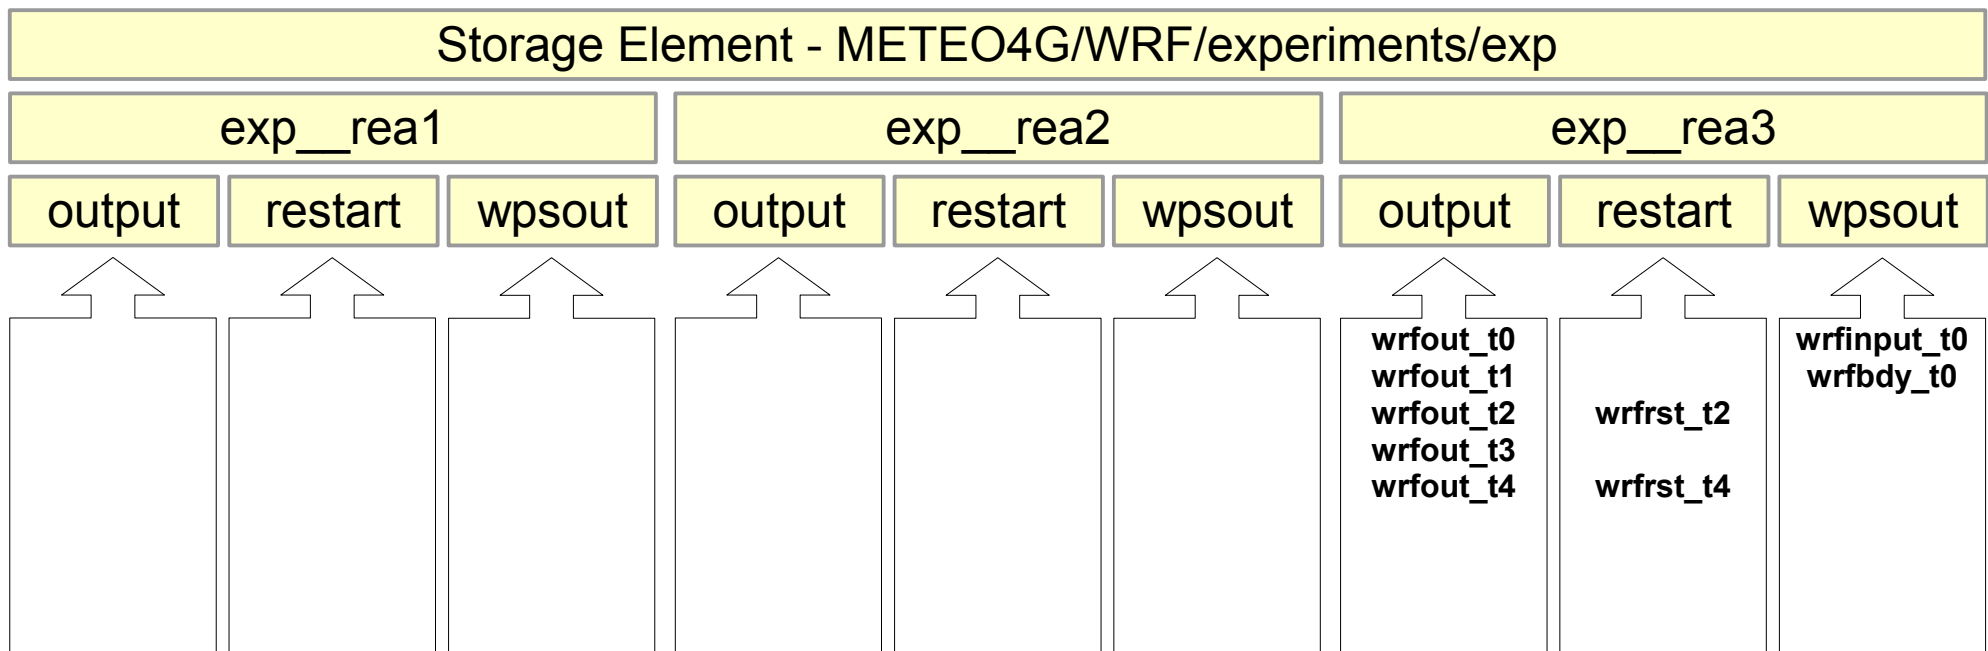 Storage Element - METEO4G/WRF/experiments/exp
exp__rea1
exp__rea2
exp__rea3
output
restart
wpsout
output
restart
wpsout
output
restart
wpsout
wrfout_t0
wrfout_t1
wrfout_t2
wrfout_t3
wrfout_t4
wrfrst_t2
wrfrst_t4
wrfinput_t0
wrfbdy_t0